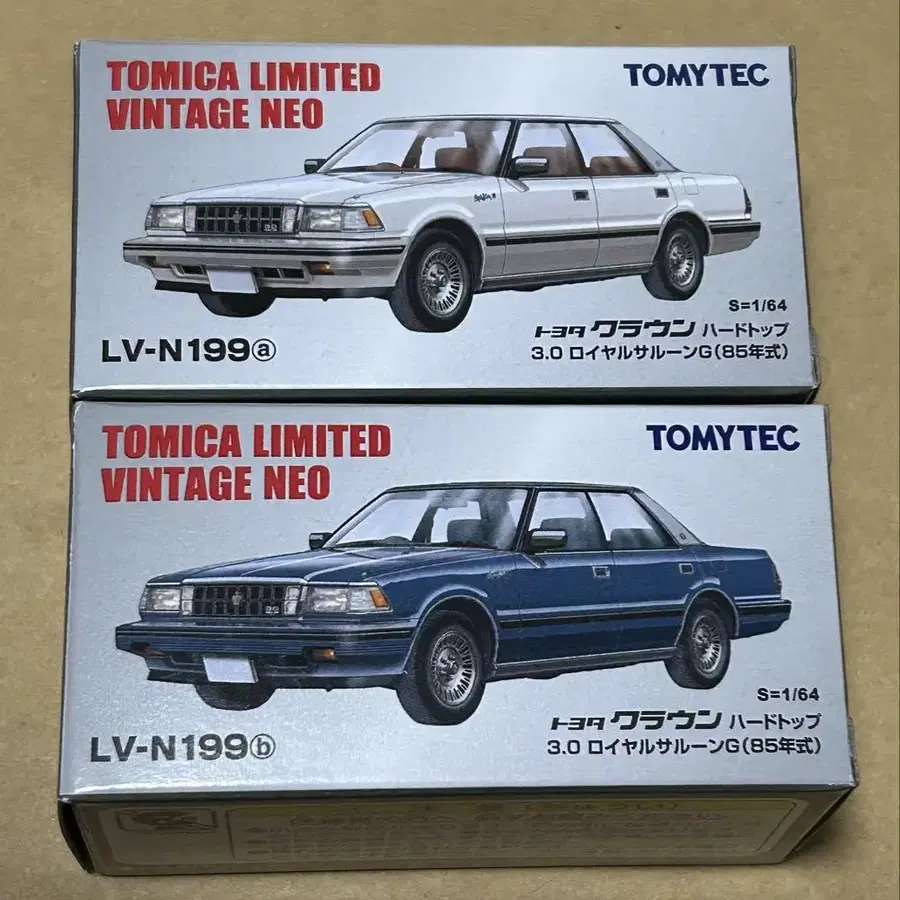 TOMICA LIMITED
VINTAGE NEO
TOMYTEC
S=1/64
LV-N199ⓐ
トヨタ クラウン ハードトップ
3.0 ロイヤルサルーンG(85年式)
TOMICA LIMITED
VINTAGE NEO
TOMYTEC
S=1/64
LV-N199ⓑ
トヨタ クラウン ハードトップ
3.0 ロイヤルサルーンG(85年式)